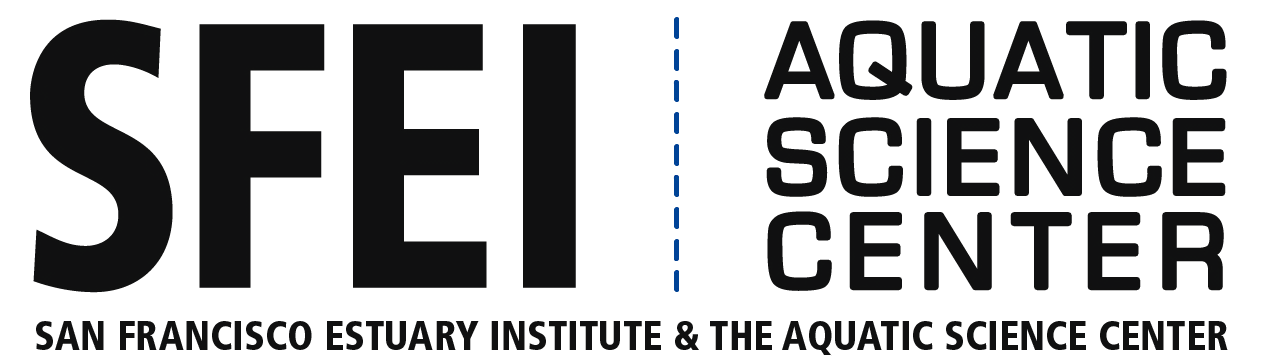 SFEI
AQUATIC
SCIENCE
CENTER
SAN FRANCISCO ESTUARY INSTITUTE & THE AQUATIC SCIENCE CENTER